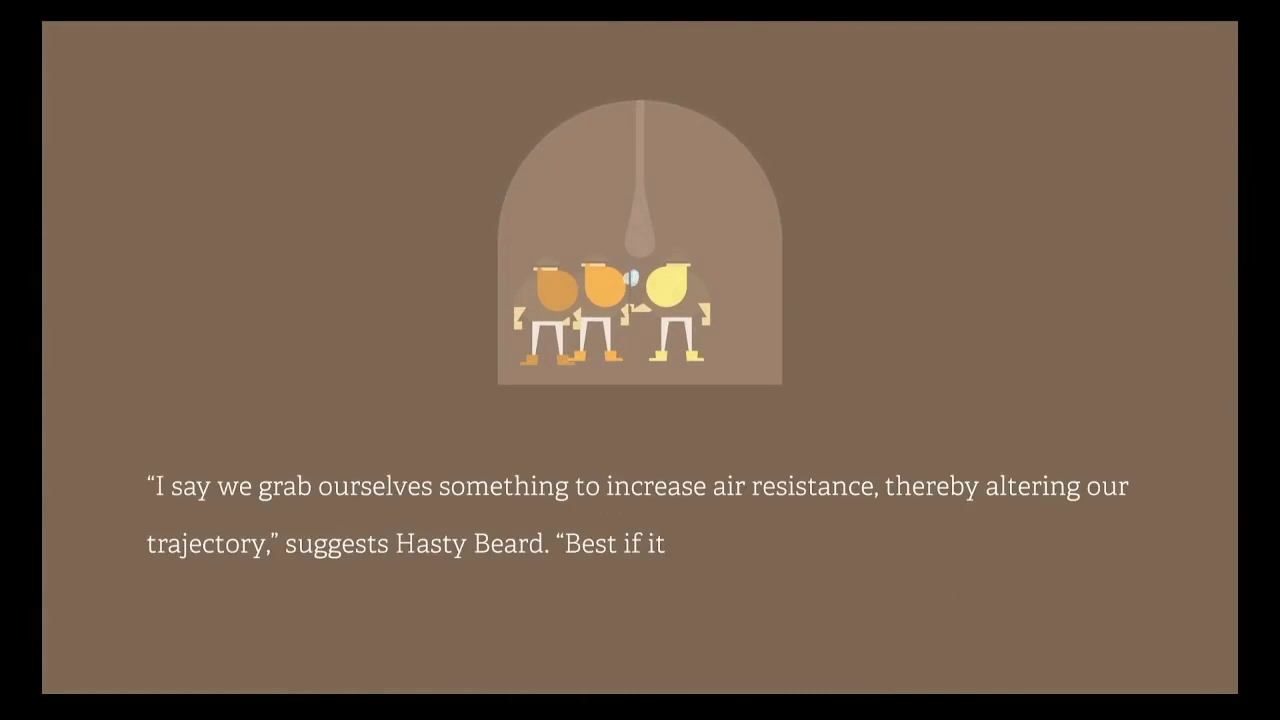 “I say we grab ourselves something to increase air resistance, thereby altering our
trajectory,” suggests Hasty Beard. “Best if it